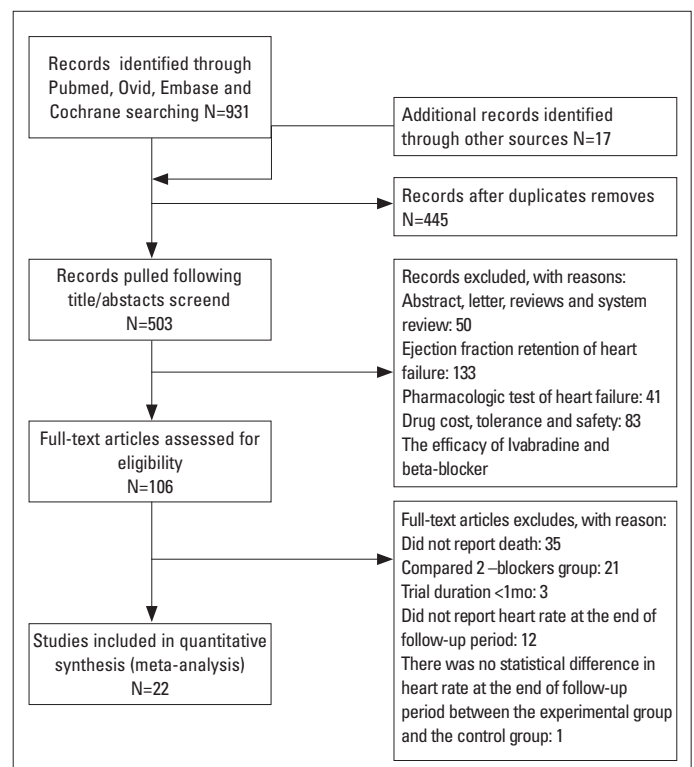 Records identified through
Pubmed, Ovid, Embase and
Cochrane searching N=931
Additional records identified
through other sources N=17
Records after duplicates removes
N=445
Records pulled following
title/abstacts screend
N=503
Records excluded, with reasons:
Abstract, letter, reviews and system
review: 50
Ejection fraction retention of heart
failure: 133
Pharmacologic test of heart failure: 41
Drug cost, tolerance and safety: 83
The efficacy of Ivabradine and
beta-blocker
Full-text articles assessed for
eligibility
N=106
Full-text articles excludes, with reason:
Did not report death: 35
Compared 2 –blockers group: 21
Trial duration <1mo: 3
Did not report heart rate at the end of
follow-up period: 12
There was no statistical difference in
heart rate at the end of follow-up
period between the experimental group
and the control group: 1
Studies included in quantitative
synthesis (meta-analysis)
N=22